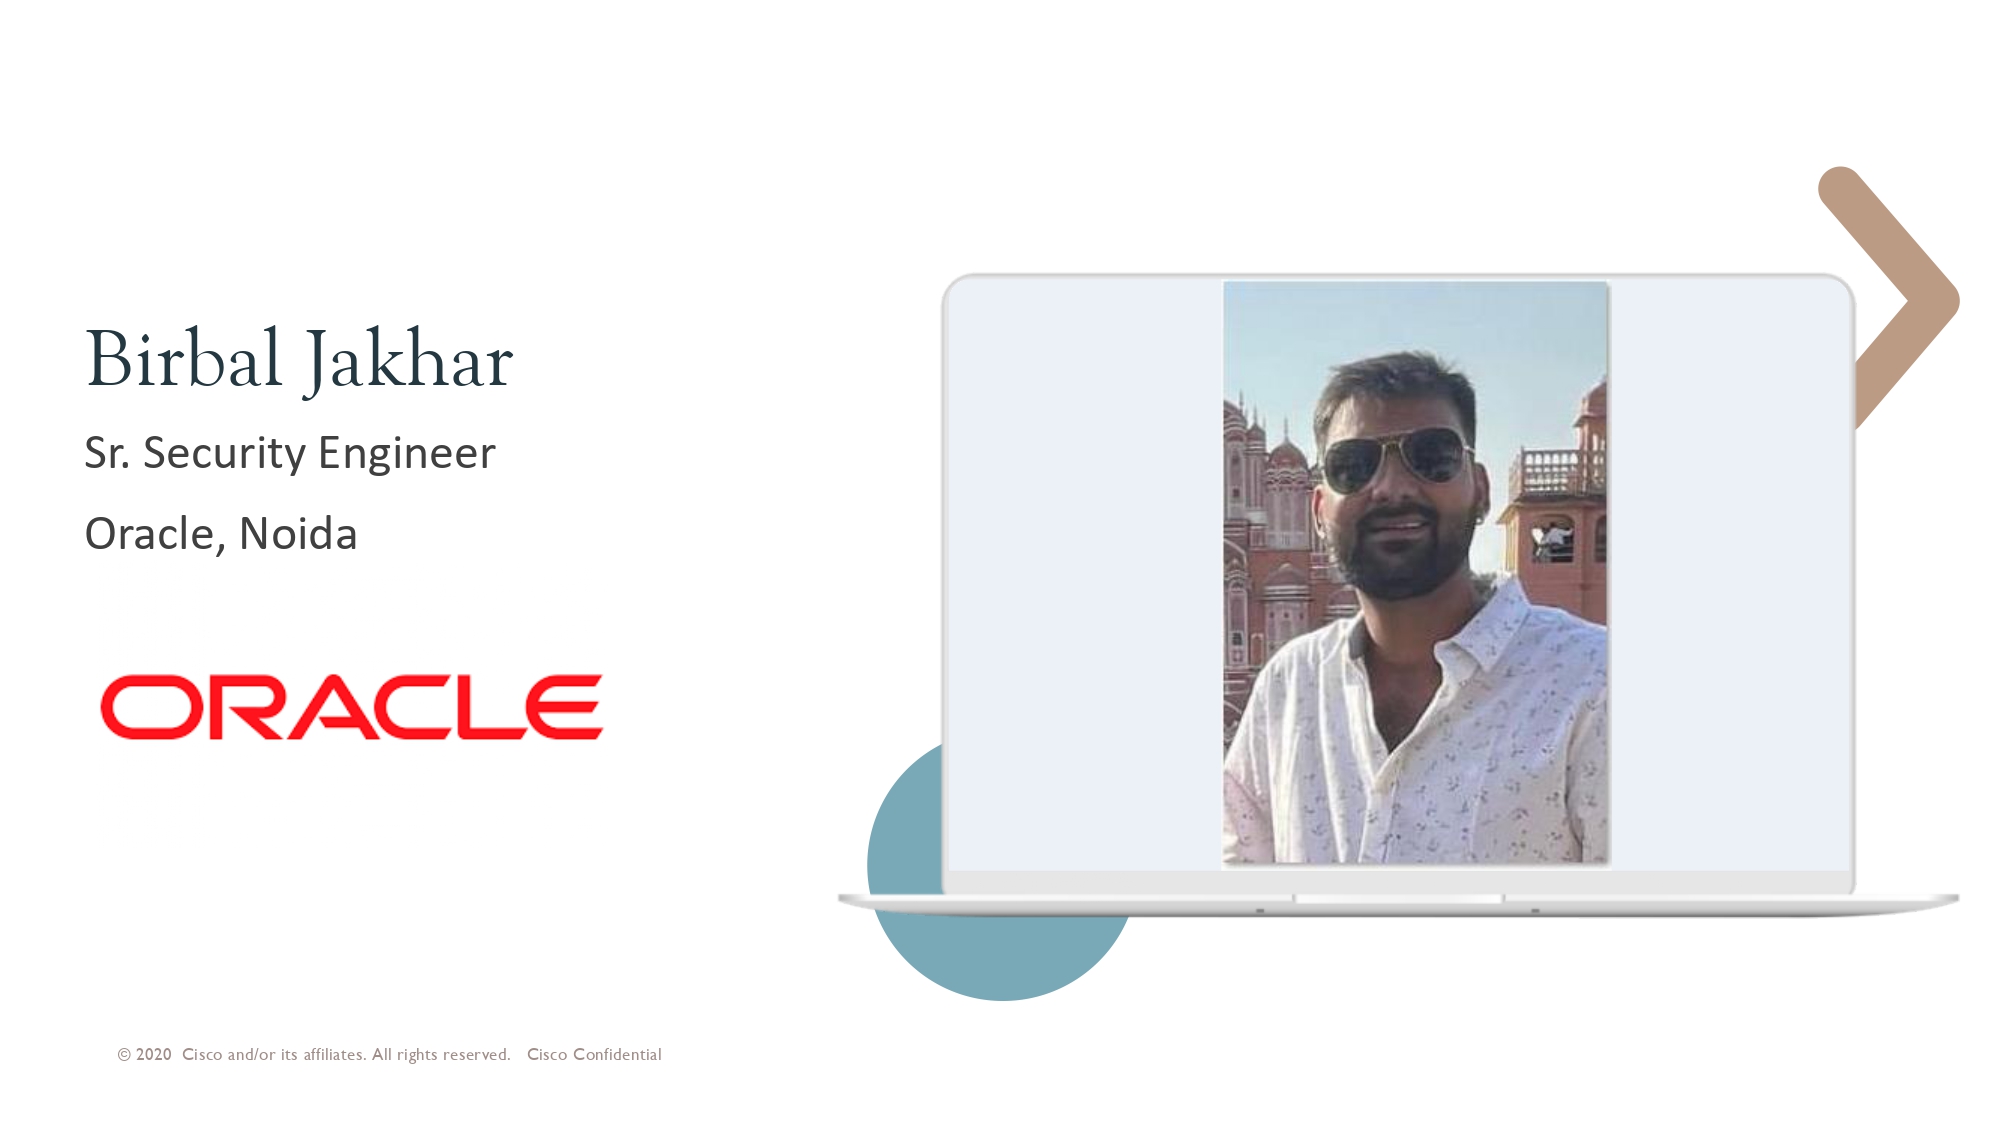 Birbal Jakhar
Sr. Security Engineer
Oracle, Noida
ORACLE
© 2020 Cisco and/or its affiliates. All rights reserved. Cisco Confidential